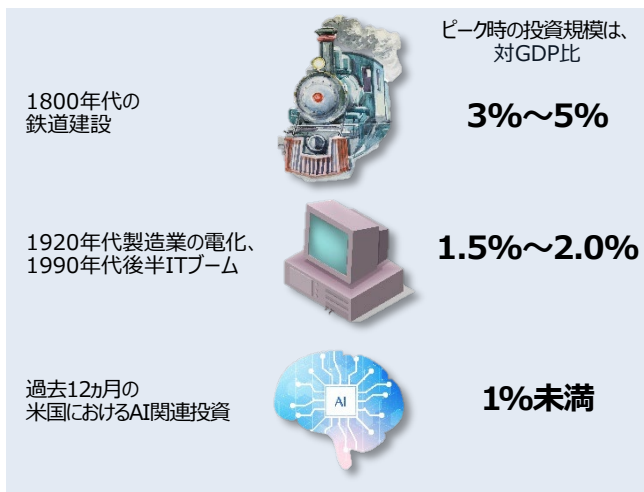 ピーク時の投資規模は、
対GDP比
1800年代の
鉄道建設
3%～5%
1920年代製造業の電化、
1990年代後半ITブーム
1.5%～2.0%
過去12ヵ月の
米国におけるAI関連投資
AI
1%未満